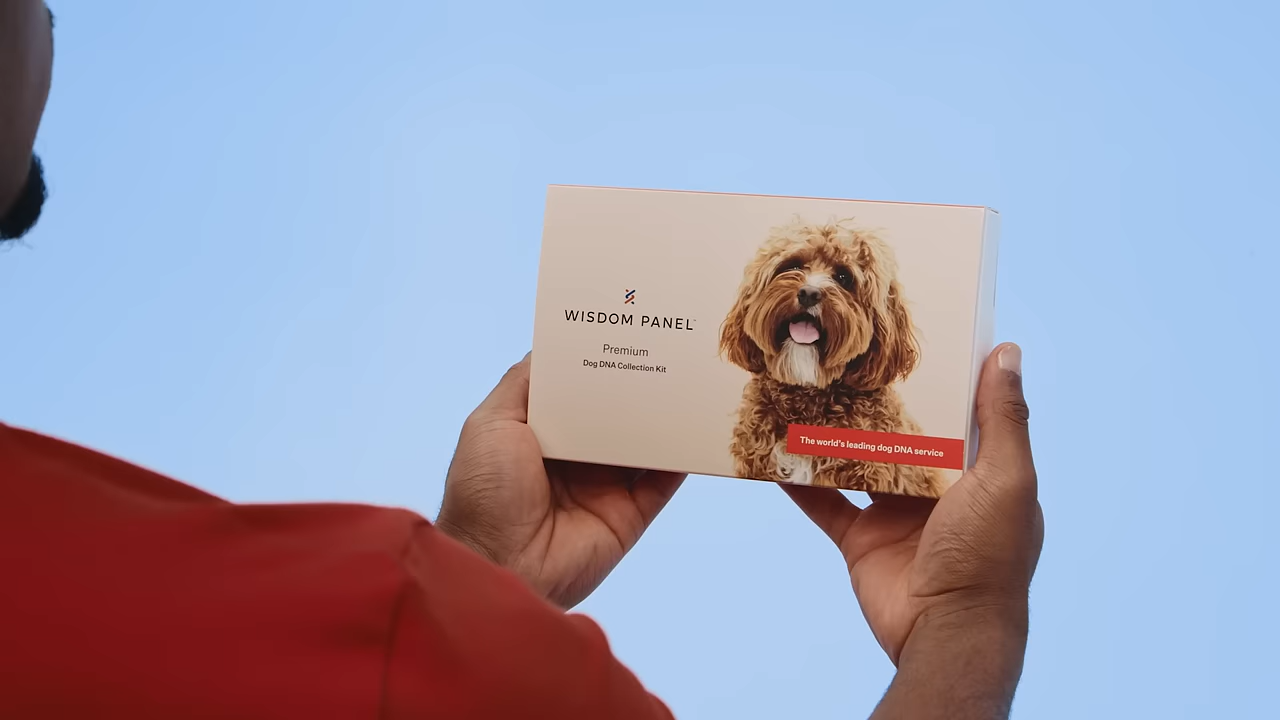 WISDOM PANEL™
Premium
Dog DNA Collection Kit
The world's leading dog DNA service